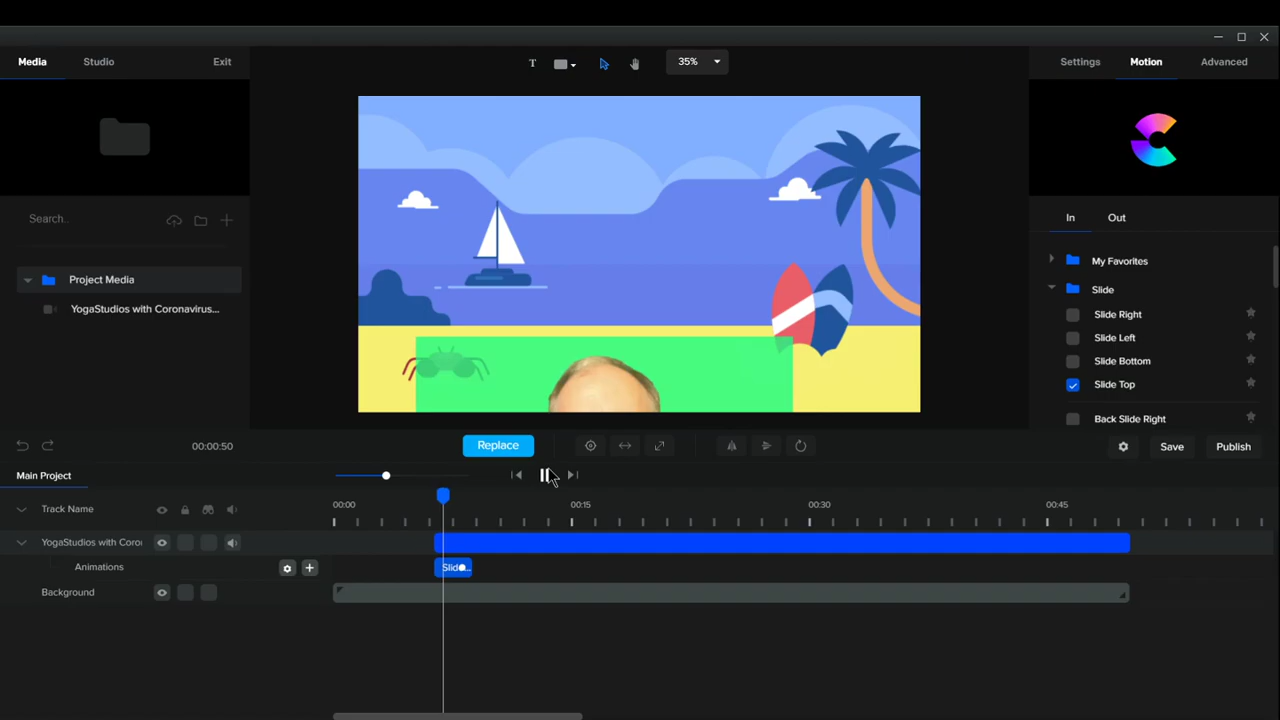 Media Studio Exit
T 35%
Settings Motion Advanced
Search..
In Out
Project Media
YogaStudios with Coronavirus...
My Favorites
Slide
Slide Right
Slide Left
Slide Bottom
Slide Top
Back Slide Right
00:00:50
Replace
Save Publish
Main Project
Track Name
00:00 00:15 00:30 00:45
YogaStudios with Coro
Animations
Slid...
Background